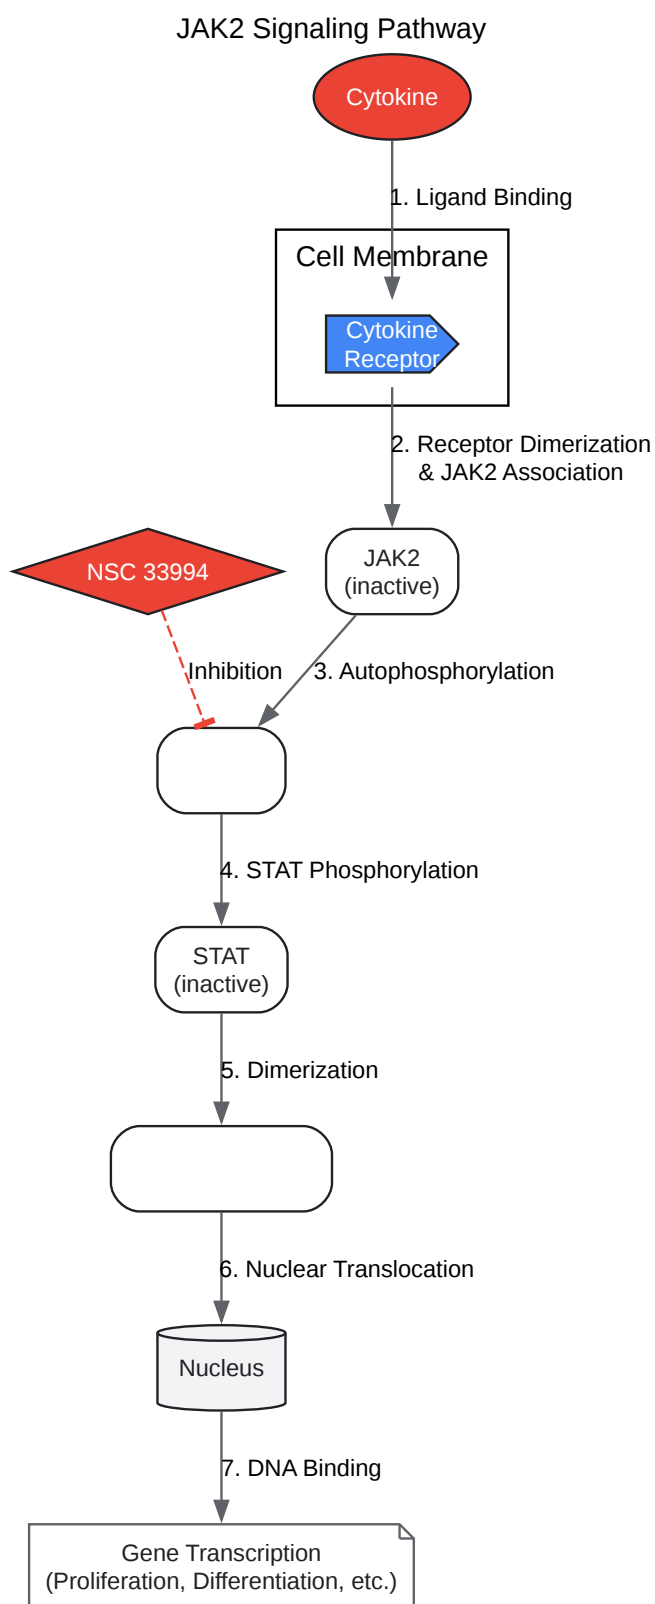 JAK2 Signaling Pathway
Cytokine
1. Ligand Binding
Cell Membrane
Cytokine
Receptor
2. Receptor Dimerization
& JAK2 Association
NSC 33994
JAK2
(inactive)
Inhibition
3. Autophosphorylation
4. STAT Phosphorylation
STAT
(inactive)
5. Dimerization
6. Nuclear Translocation
Nucleus
7. DNA Binding
Gene Transcription
(Proliferation, Differentiation, etc.)